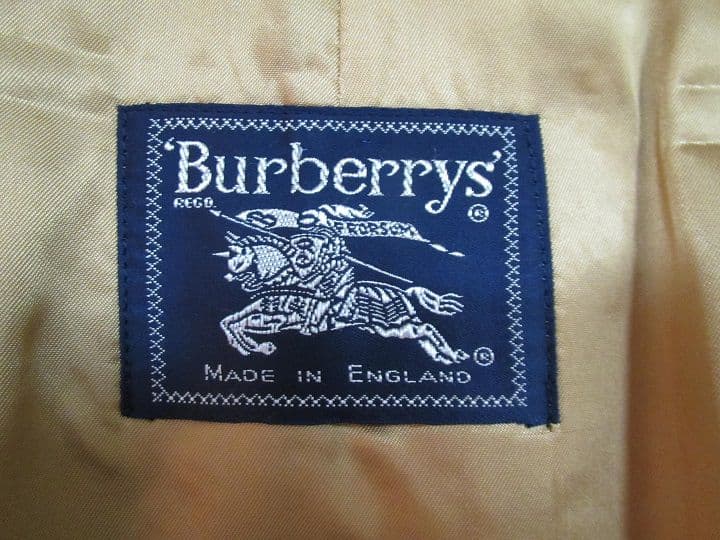 'Burberrys'
REGD.
®
PRORSUM
®
MADE IN ENGLAND